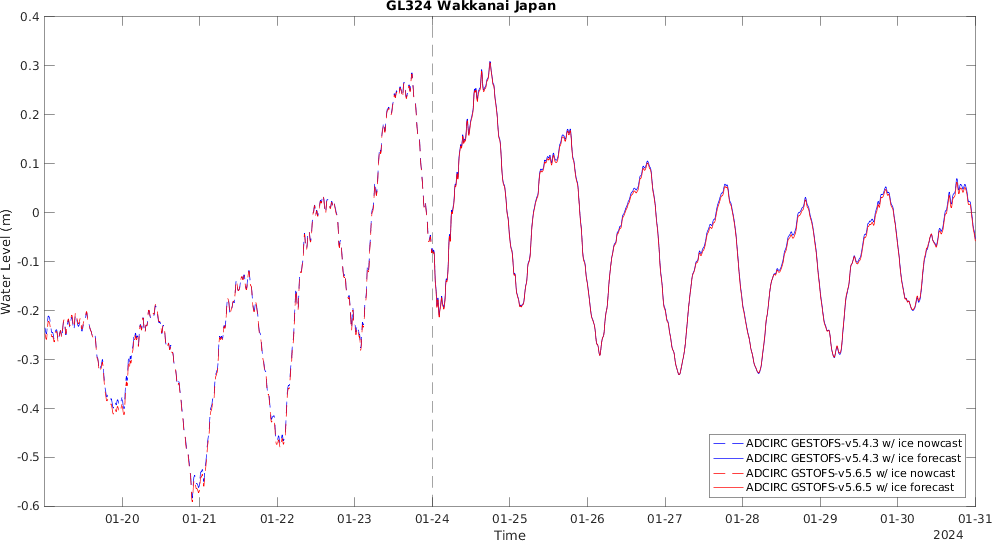 GL324 Wakkanai Japan
Water Level (m)
0.4
0.3
0.2
0.1
0
-0.1
-0.2
-0.3
-0.4
-0.5
-0.6
ADCIRC GESTOFS-v5.4.3 w/ ice nowcast
ADCIRC GESTOFS-v5.4.3 w/ ice forecast
ADCIRC GSTOFS-v5.6.5 w/ ice nowcast
ADCIRC GSTOFS-v5.6.5 w/ ice forecast
01-20 01-21 01-22 01-23 01-24 01-25 01-26 01-27 01-28 01-29 01-30 01-31
Time
2024